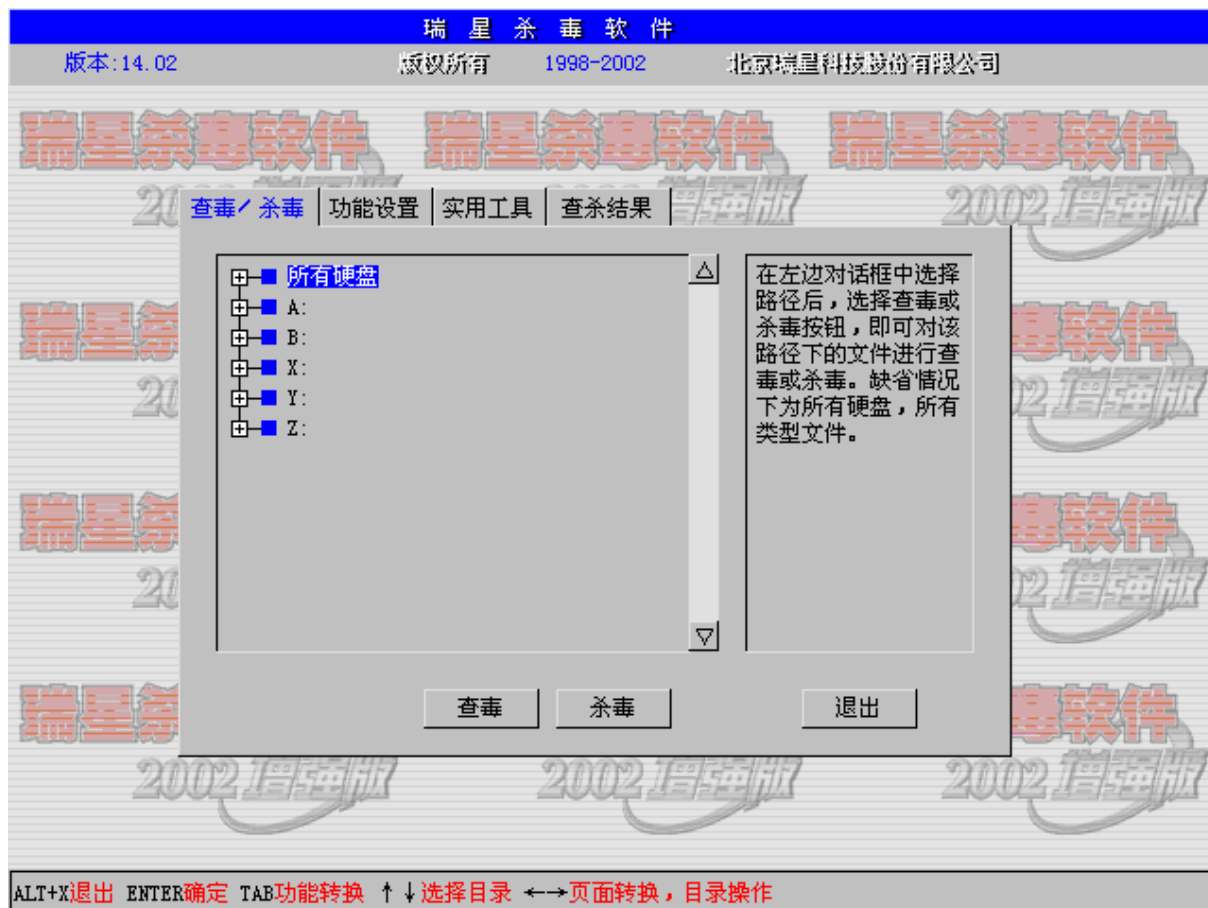 瑞星杀毒软件
版本:14.02 版权所有 1998-2002 北京瑞星科技股份有限公司
瑞星杀毒软件 瑞星杀毒软件 瑞星杀毒软件
2002增强版
查毒/杀毒 功能设置 实用工具 查杀结果
所有硬盘
A:
B:
X:
Y:
Z:
在左边对话框中选择
路径后，选择查毒或
杀毒按钮，即可对该
路径下的文件进行查
毒或杀毒。缺省情况
下为所有硬盘，所有
类型文件。
查毒 杀毒 退出
2002增强版 2002增强版 2002增强版
ALT+X退出 ENTER确定 TAB功能转换 ↑↓选择目录 ←→页面转换，目录操作